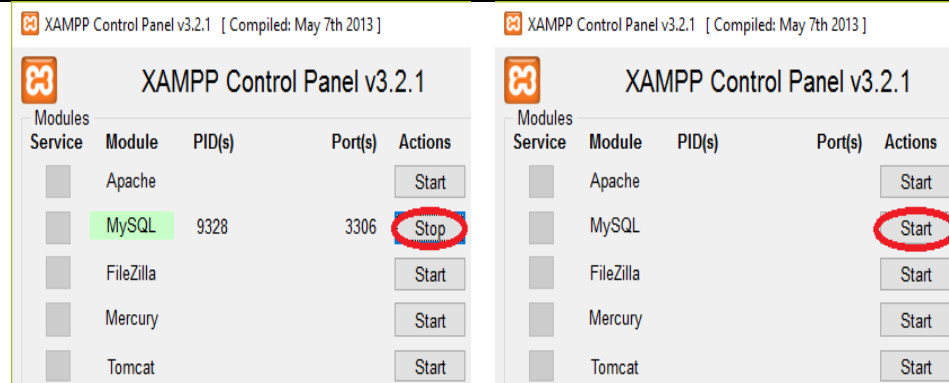 XAMPP Control Panel v3.2.1 [ Compiled: May 7th 2013 ]
XAMPP Control Panel v3.2.1
Modules
Service Module PID(s) Port(s) Actions
Apache Start
MySQL 9328 3306 Stop
FileZilla Start
Mercury Start
Tomcat Start
XAMPP Control Panel v3.2.1 [ Compiled: May 7th 2013 ]
XAMPP Control Panel v3.2.1
Modules
Service Module PID(s) Port(s) Actions
Apache Start
MySQL Start
FileZilla Start
Mercury Start
Tomcat Start